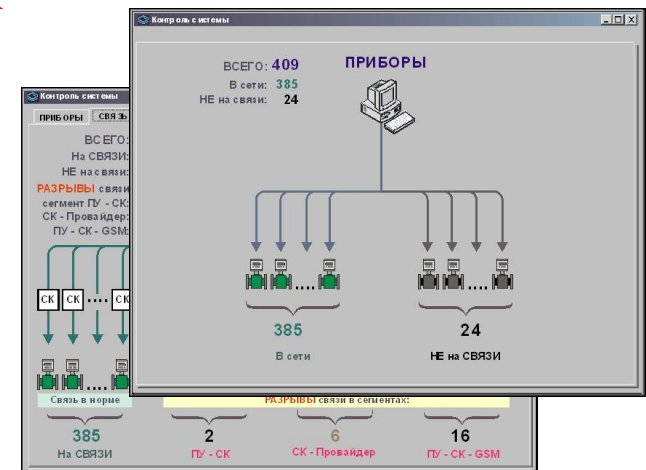 Контроль системы
ВСЕГО: 409
ПРИБОРЫ
В сети: 385
НЕ на связи: 24
385
24
В сети
НЕ на СВЯЗИ
Контроль системы
ПРИБОРЫ СВЯЗЬ
ВСЕГО:
На СВЯЗИ:
НЕ на связи:
РАЗРЫВЫ связи
сегмент ПУ - СК:
СК - Провайдер:
ПУ - СК - GSM:
СК СК .... СК
Связь в норме
РАЗРЫВЫ связи в сегментах:
385
2
6
16
На СВЯЗИ
ПУ - СК
СК - Провайдер
ПУ - СК - GSM